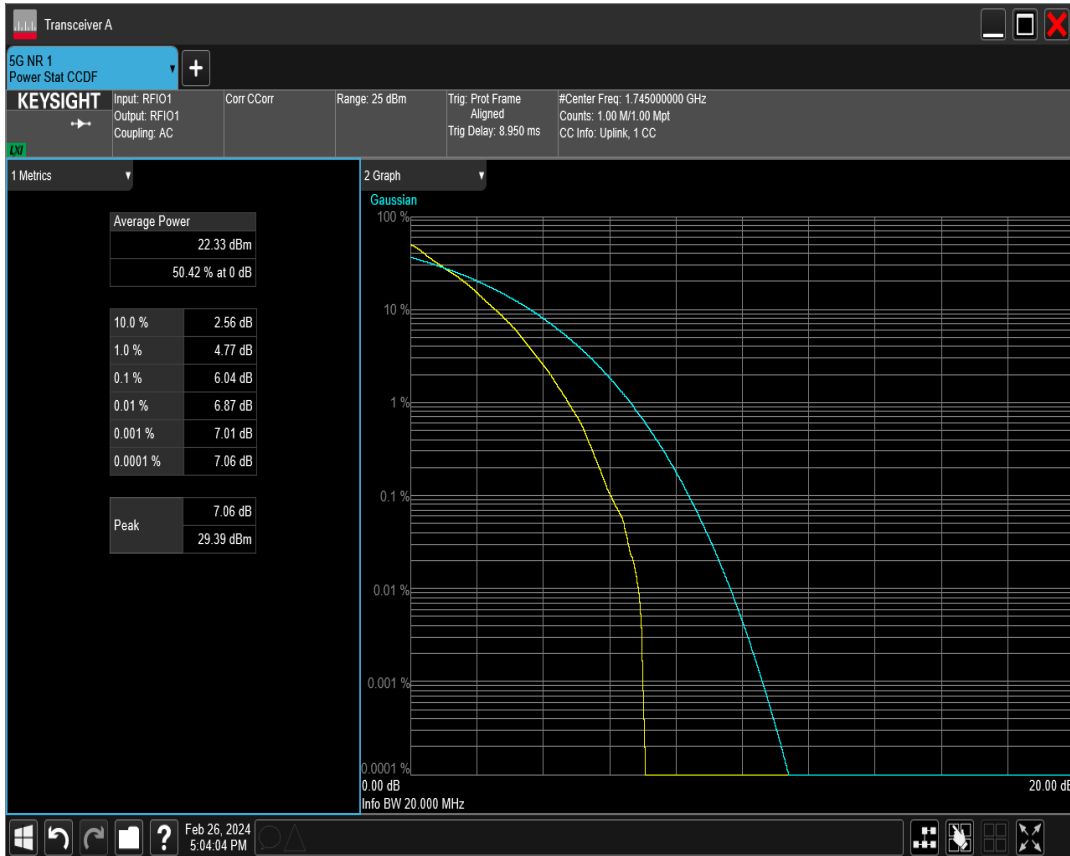 Transceiver A
5G NR 1
Power Stat CCDF
+
KEYSIGHT
LXI
Input: RFIO1
Output: RFIO1
Coupling: AC
Corr CCorr
Range: 25 dBm
Trig: Prot Frame
Aligned
Trig Delay: 8.950 ms
#Center Freq: 1.745000000 GHz
Counts: 1.00 M/1.00 Mpt
CC Info: Uplink, 1 CC
1 Metrics
Average Power
22.33 dBm
50.42 % at 0 dB
10.0 % 2.56 dB
1.0 % 4.77 dB
0.1 % 6.04 dB
0.01 % 6.87 dB
0.001 % 7.01 dB
0.0001 % 7.06 dB
Peak
7.06 dB
29.39 dBm
2 Graph
Gaussian
100 %
10 %
1 %
0.1 %
0.01 %
0.001 %
0.0001 %
0.00 dB
20.00 dB
Info BW 20.000 MHz
?
Feb 26, 2024
5:04:04 PM